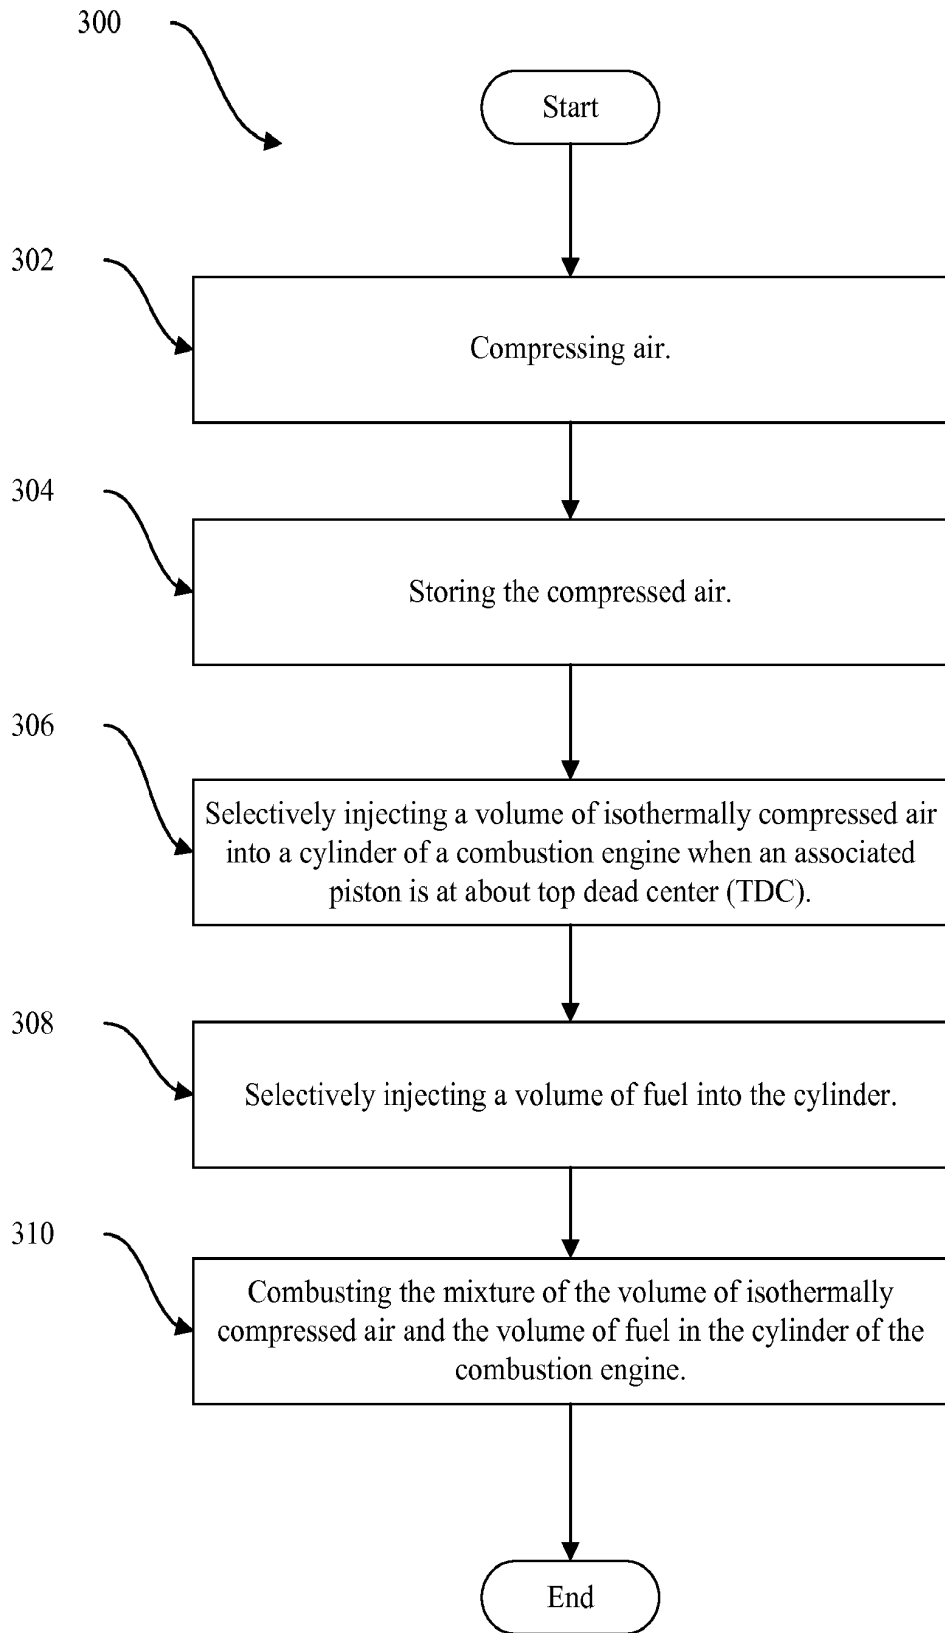 300
Start
302
Compressing air.
304
Storing the compressed air.
306
Selectively injecting a volume of isothermally compressed air
into a cylinder of a combustion engine when an associated
piston is at about top dead center (TDC).
308
Selectively injecting a volume of fuel into the cylinder.
310
Combusting the mixture of the volume of isothermally
compressed air and the volume of fuel in the cylinder of the
combustion engine.
End